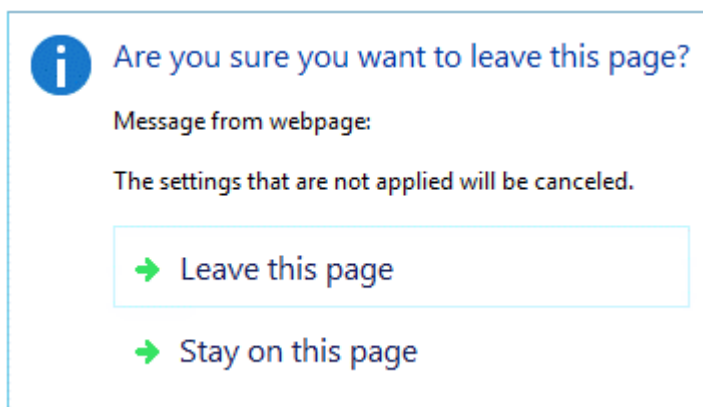 Are you sure you want to leave this page?
Message from webpage:
The settings that are not applied will be canceled.
Leave this page
Stay on this page